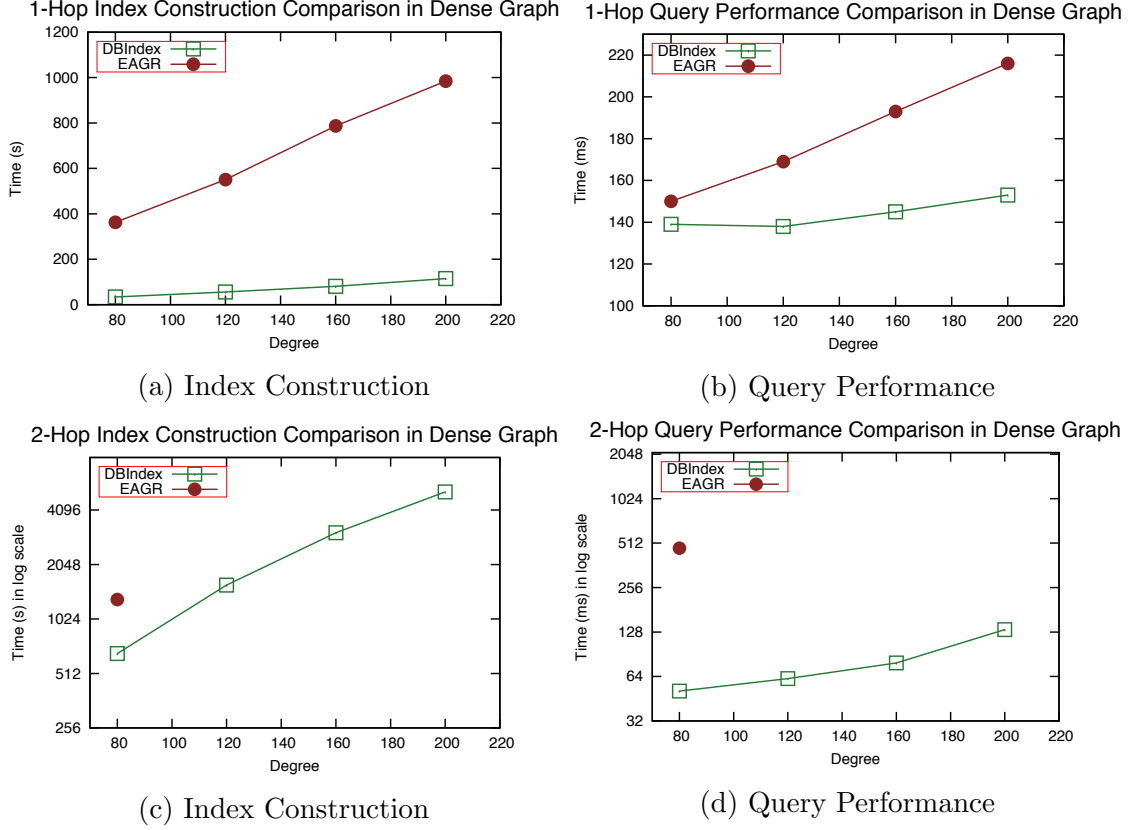 1-Hop Index Construction Comparison in Dense Graph
1200
1000
800
600
400
200
0
80 100 120 140 160 180 200 220
Time (s)
Degree
DBIndex
EAGR
(a) Index Construction
1-Hop Query Performance Comparison in Dense Graph
220
200
180
160
140
120
100
80 100 120 140 160 180 200 220
Time (ms)
Degree
DBIndex
EAGR
(b) Query Performance
2-Hop Index Construction Comparison in Dense Graph
4096
2048
1024
512
256
80 100 120 140 160 180 200 220
Time (s) in log scale
Degree
DBIndex
EAGR
(c) Index Construction
2-Hop Query Performance Comparison in Dense Graph
2048
1024
512
256
128
64
32
80 100 120 140 160 180 200 220
Time (ms) in log scale
Degree
DBIndex
EAGR
(d) Query Performance